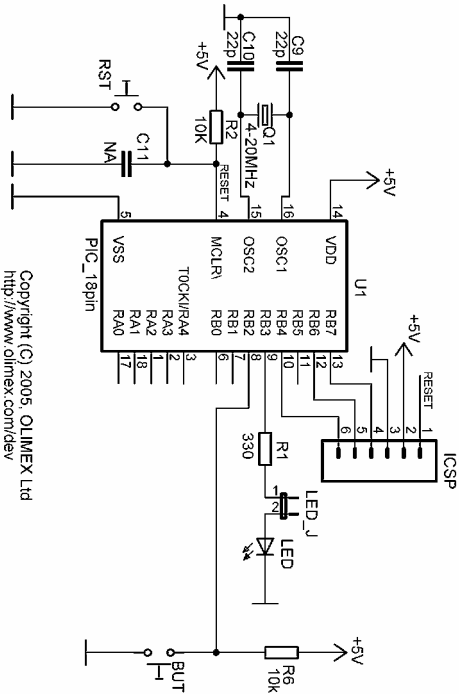 ICSP
RESET
1
2
3
4
5
6
+5V
+5V
+5V
U1
14
VDD
RB7
13
RB6
12
RB5
11
16
OSC1
RB4
10
RB3
9
15
OSC2
RB2
8
RB1
7
RESET
4
MCLR\
RB0
6
T0CKI/RA4
3
RA3
2
RA2
1
RA1
18
5
VSS
RA0
17
PIC_18pin
C9
22p
C10
22p
Q1
4-20MHz
+5V
R2
10K
RST
C11
NA
R1
330
LED_J
1
2
LED
R6
10k
BUT
Copyright (C) 2005, OLIMEX Ltd
http://www.olimex.com/dev